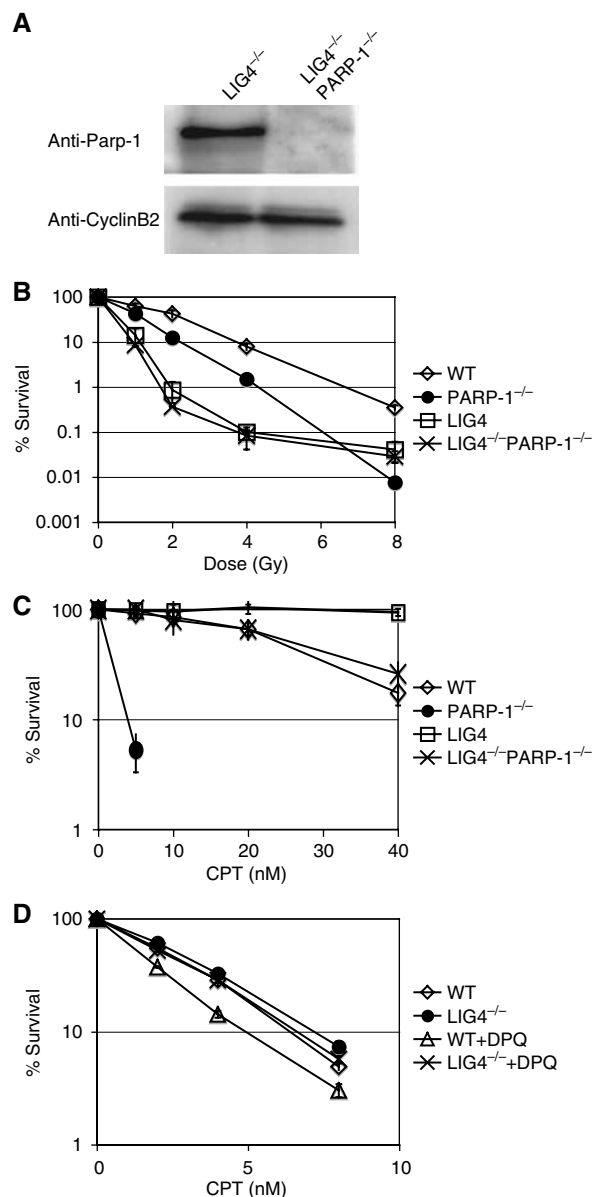 A
LIG4−/−
LIG4−/−
PARP-1−/−
Anti-Parp-1
Anti-CyclinB2
B
% Survival
100
10
1
0.1
0.01
0.001
0 2 4 6 8
Dose (Gy)
WT
PARP-1−/−
LIG4
LIG4−/−PARP-1−/−
C
% Survival
100
10
1
0 10 20 30 40
CPT (nM)
WT
PARP-1−/−
LIG4
LIG4−/−PARP-1−/−
D
% Survival
100
10
1
0 5 10
CPT (nM)
WT
LIG4−/−
WT+DPQ
LIG4−/−+DPQ